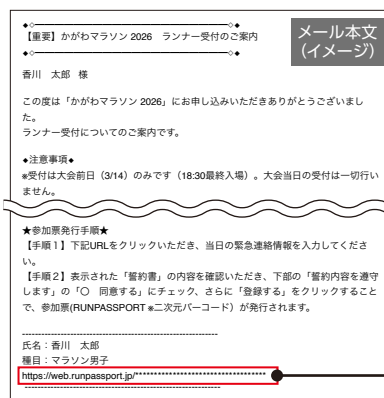 ◆◇━━━━━━━━━━━━━━━━━◇◆
【重要】かがわマラソン 2026　ランナー受付のご案内
◆◇━━━━━━━━━━━━━━━━━◇◆
メール本文
(イメージ)
香川　太郎 様
この度は「かがわマラソン 2026」にお申し込みいただきありがとうございまし
た。
ランナー受付についてのご案内です。
◆注意事項◆
※受付は大会前日（3/14）のみです（18:30最終入場）。大会当日の受付は一切行い
ません。
★参加票発行手順★
【手順１】下記URLをクリックいただき、当日の緊急連絡情報を入力してくださ
い。
【手順２】表示された「誓約書」の内容を確認いただき、下部の「誓約内容を遵守
します」の「〇　同意する」にチェック、さらに「登録する」をクリックすること
で、参加票(RUNPASSPORT ※二次元バーコード）が発行されます。
------------------------------------------------
氏名：香川　太郎
種目：マラソン男子
https://web.runpassport.jp/**********************************
------------------------------------------------